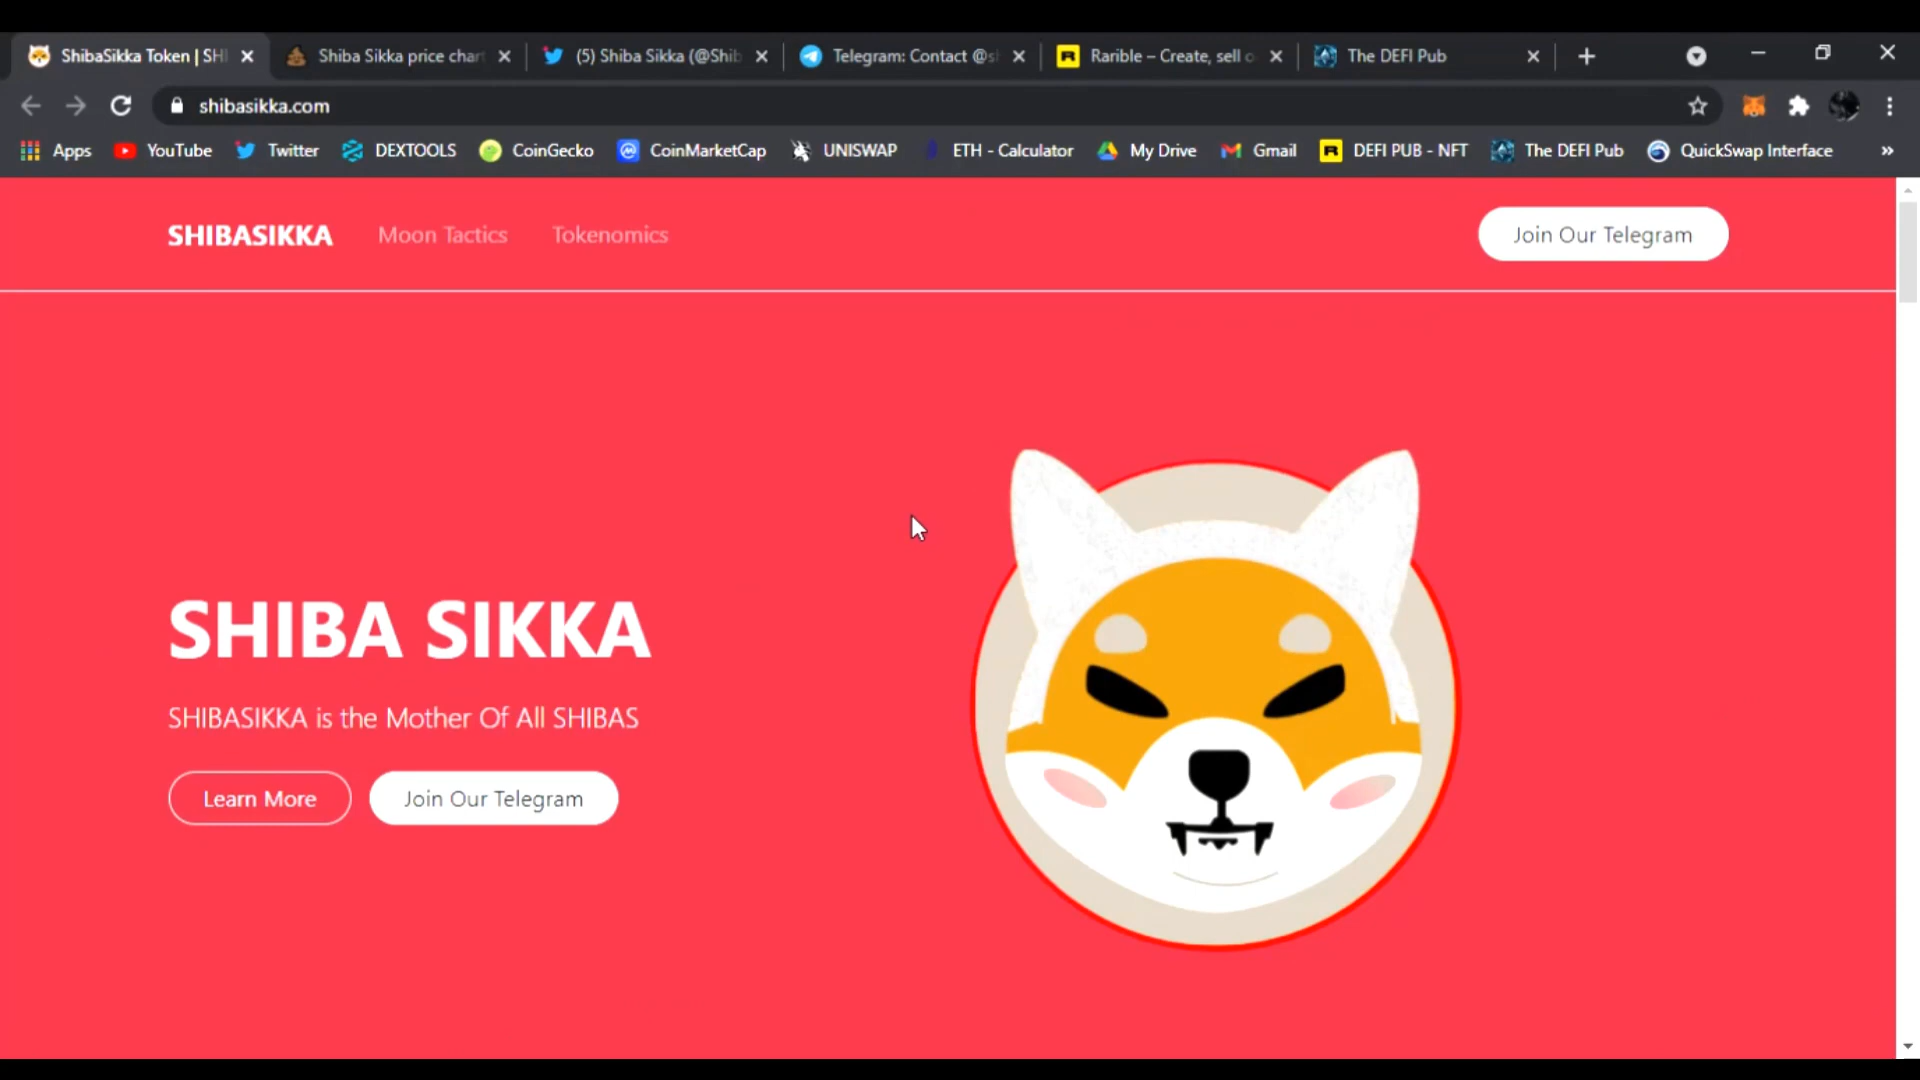 ShibaSikka Token | SHI
Shiba Sikka price chart
(5) Shiba Sikka (@Shib
Telegram: Contact @s
Rarible – Create, sell o
The DEFI Pub
shibasikka.com
Apps
YouTube
Twitter
DEXTOOLS
CoinGecko
CoinMarketCap
UNISWAP
ETH - Calculator
My Drive
Gmail
DEFI PUB - NFT
The DEFI Pub
QuickSwap Interface
»
SHIBASIKKA
Moon Tactics
Tokenomics
Join Our Telegram
SHIBA SIKKA
SHIBASIKKA is the Mother Of All SHIBAS
Learn More
Join Our Telegram